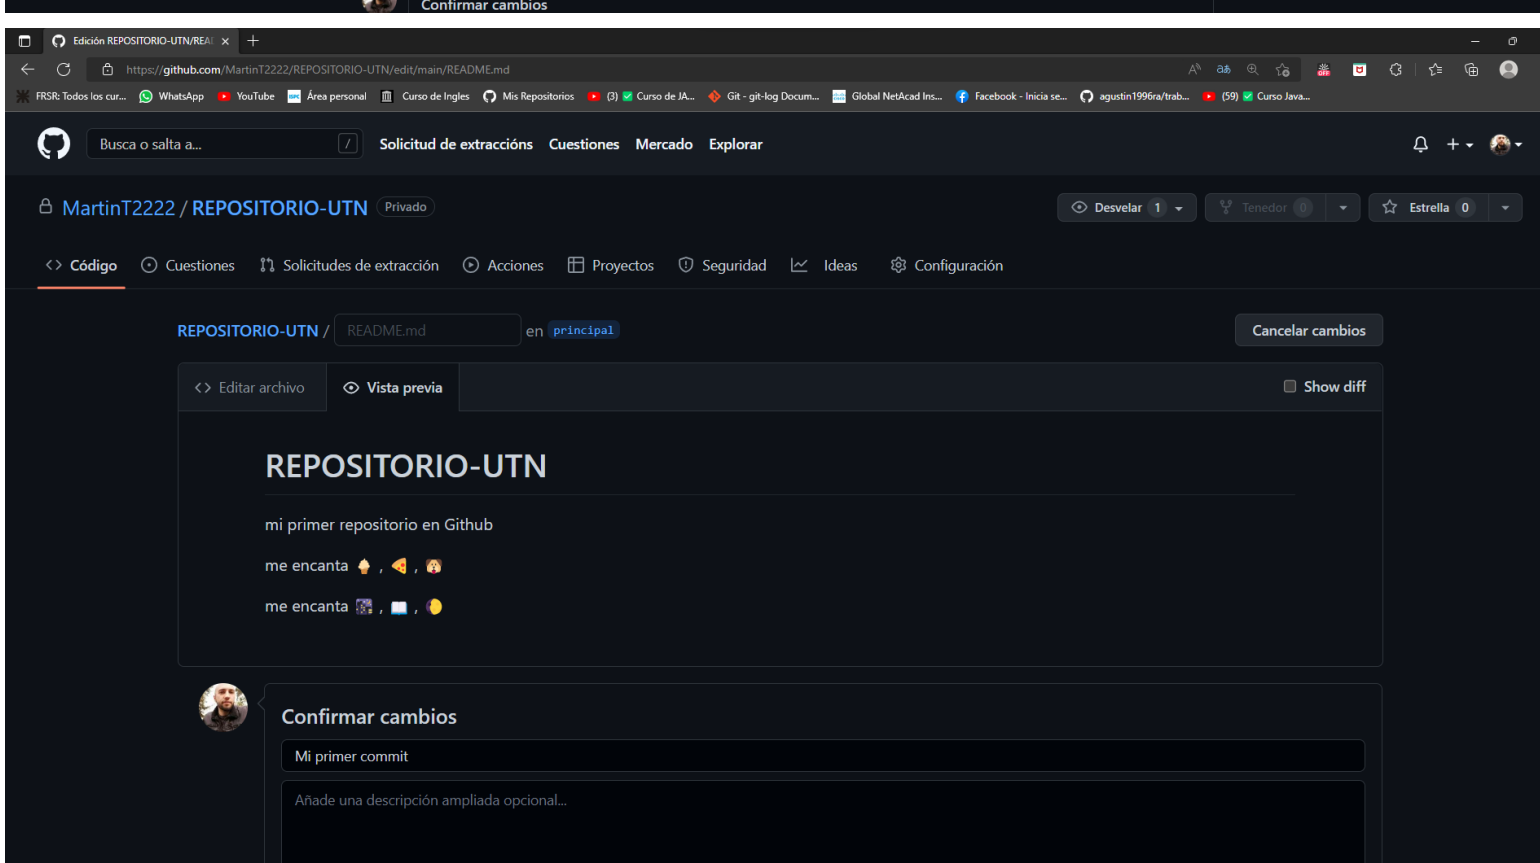 Confirmar cambios
Edición REPOSITORIO-UTN/REA
https://github.com/MartinT2222/REPOSITORIO-UTN/edit/main/README.md
FRSR: Todos los cur... WhatsApp YouTube Área personal Curso de Ingles Mis Repositorios (3) ✅ Curso de JA... Git - git-log Docum... Global NetAcad Ins... Facebook - Inicia se... agustin1996ra/trab... (59) ✅ Curso Java...
Busca o salta a... / Solicitud de extraccións Cuestiones Mercado Explorar
MartinT2222 / REPOSITORIO-UTN Privado Desvelar 1 Tenedor 0 Estrella 0
<> Código Cuestiones Solicitudes de extracción Acciones Proyectos Seguridad Ideas Configuración
REPOSITORIO-UTN / README.md en principal Cancelar cambios
<> Editar archivo Vista previa Show diff
REPOSITORIO-UTN
mi primer repositorio en Github
me encanta 🍦 , 🍕 , 🐶
me encanta 🌌 , 📖 , 🌔
Confirmar cambios
Mi primer commit
Añade una descripción ampliada opcional...